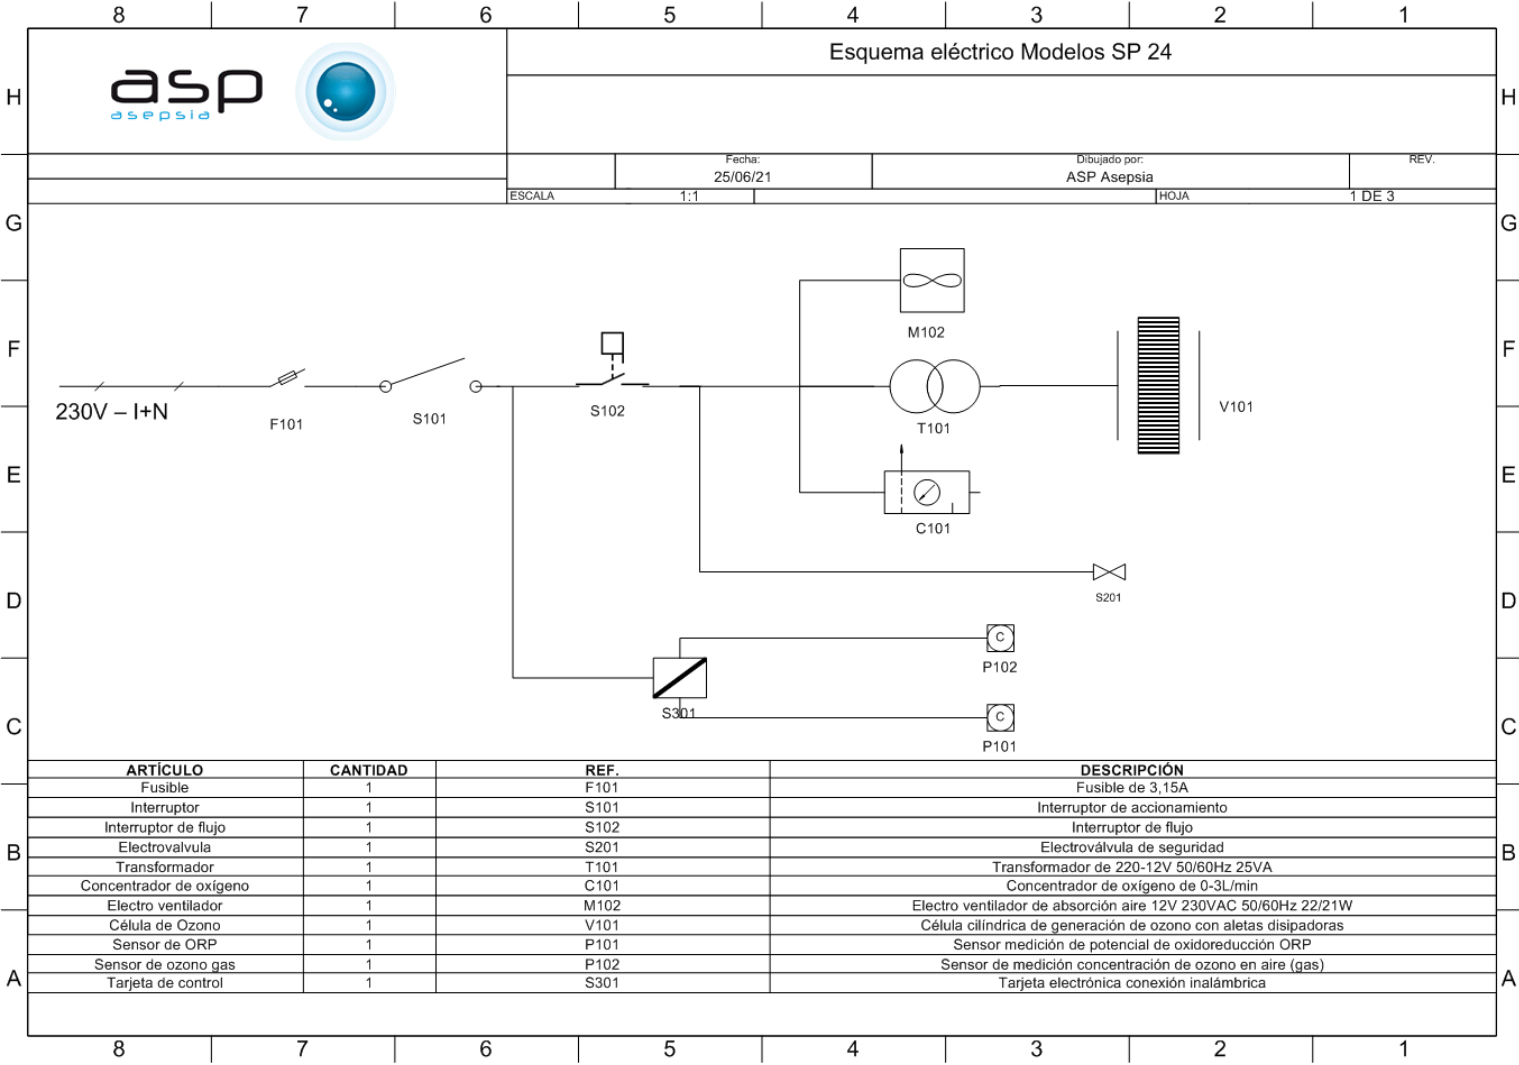 8 7 6 5 4 3 2 1
Esquema eléctrico Modelos SP 24
asp
asepsia
H H
Fecha: Dibujado por: REV.
25/06/21 ASP Asepsia
ESCALA 1:1 HOJA 1 DE 3
G G
M102
F F
230V – I+N
F101
S101
S102
T101
V101
E E
C101
D D
S201
C
P102
S301
C
P101
C C
ARTÍCULO CANTIDAD REF. DESCRIPCIÓN
Fusible 1 F101 Fusible de 3,15A
Interruptor 1 S101 Interruptor de accionamiento
Interruptor de flujo 1 S102 Interruptor de flujo
Electrovalvula 1 S201 Electroválvula de seguridad
B B
Transformador 1 T101 Transformador de 220-12V 50/60Hz 25VA
Concentrador de oxígeno 1 C101 Concentrador de oxígeno de 0-3L/min
Electro ventilador 1 M102 Electro ventilador de absorción aire 12V 230VAC 50/60Hz 22/21W
Célula de Ozono 1 V101 Célula cilíndrica de generación de ozono con aletas disipadoras
Sensor de ORP 1 P101 Sensor medición de potencial de oxidoreducción ORP
Sensor de ozono gas 1 P102 Sensor de medición concentración de ozono en aire (gas)
A A
Tarjeta de control 1 S301 Tarjeta electrónica conexión inalámbrica
8 7 6 5 4 3 2 1